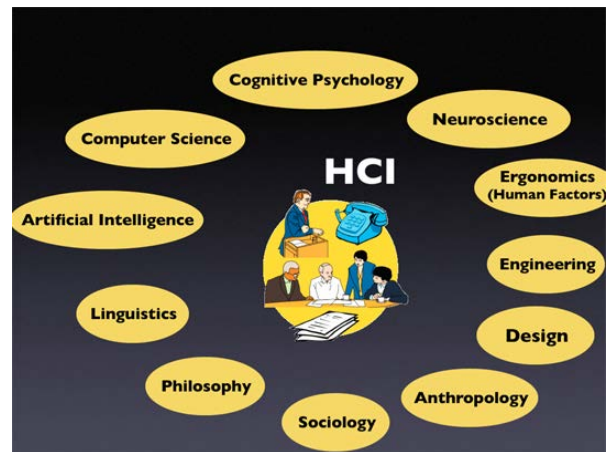 Cognitive Psychology
Neuroscience
Computer Science
HCI
Ergonomics
(Human Factors)
Artificial Intelligence
Engineering
Linguistics
Design
Philosophy
Anthropology
Sociology